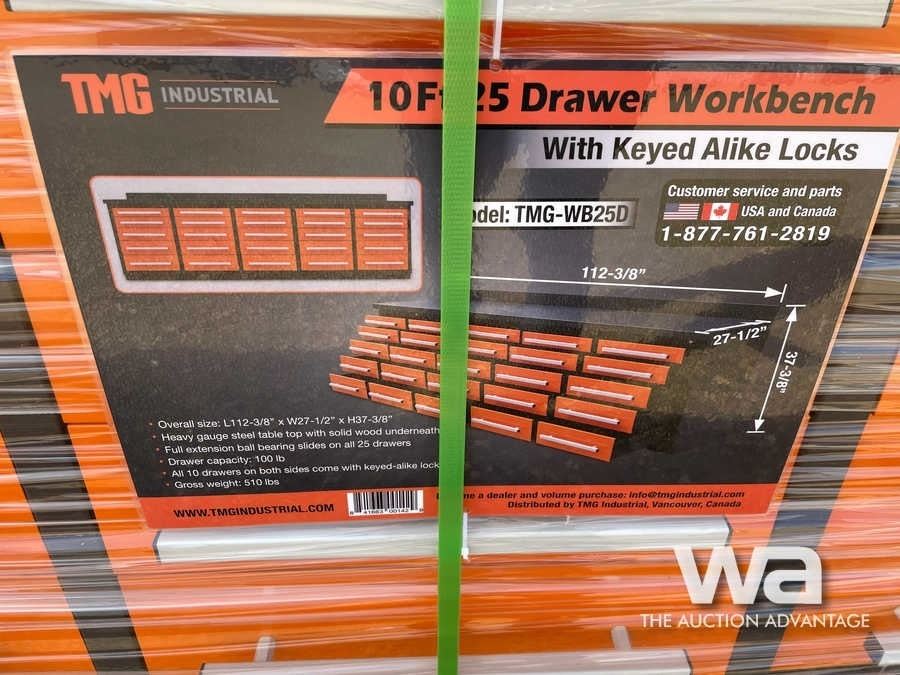 TMG INDUSTRIAL
10Ft 25 Drawer Workbench
With Keyed Alike Locks
Customer service and parts
USA and Canada
1-877-761-2819
odel: TMG-WB25D
112-3/8"
27-1/2"
37-3/8"
• Overall size: L112-3/8" x W27-1/2" x H37-3/8"
• Heavy gauge steel table top with solid wood underneath
• Full extension ball bearing slides on all 25 drawers
• Drawer capacity: 100 lb
• All 10 drawers on both sides come with keyed-alike lock
• Gross weight: 510 lbs
WWW.TMGINDUSTRIAL.COM
e a dealer and volume purchase: info@tmgindustrial.com
Distributed by TMG Industrial, Vancouver, Canada
wa
THE AUCTION ADVANTAGE